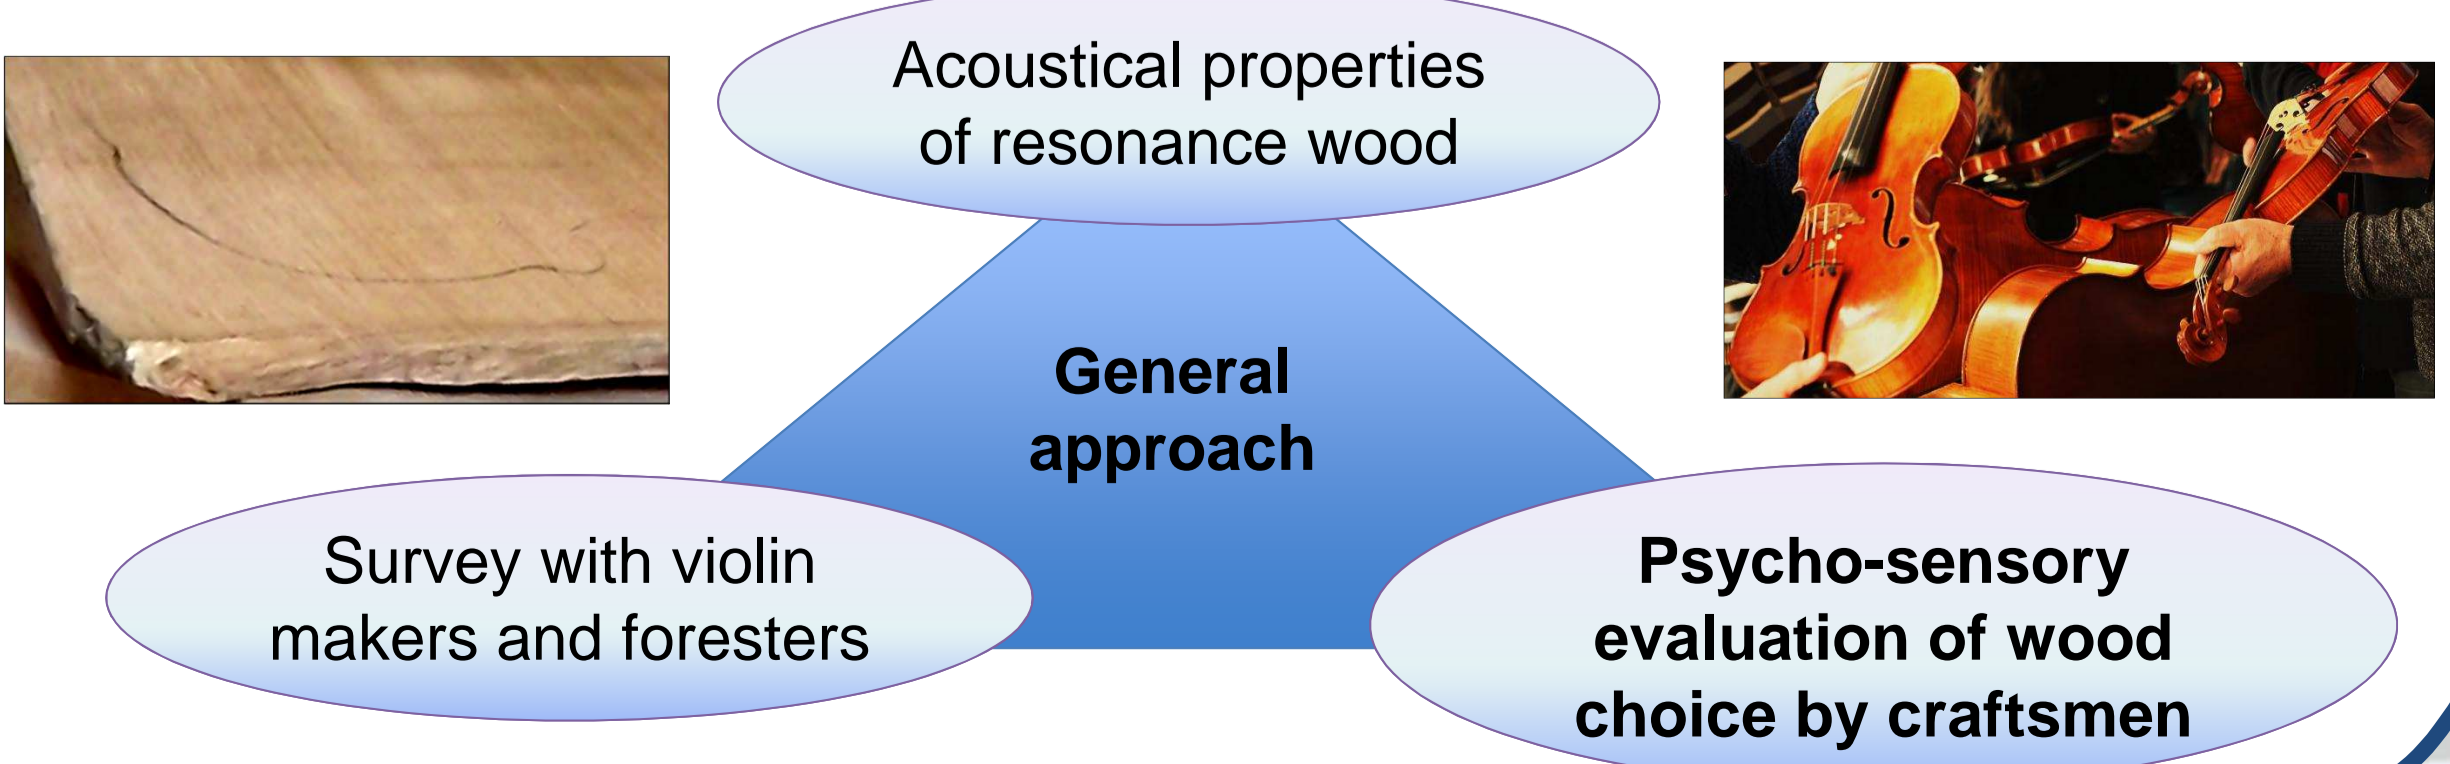 Acoustical properties
of resonance wood
General
approach
Survey with violin
makers and foresters
Psycho-sensory
evaluation of wood
choice by craftsmen